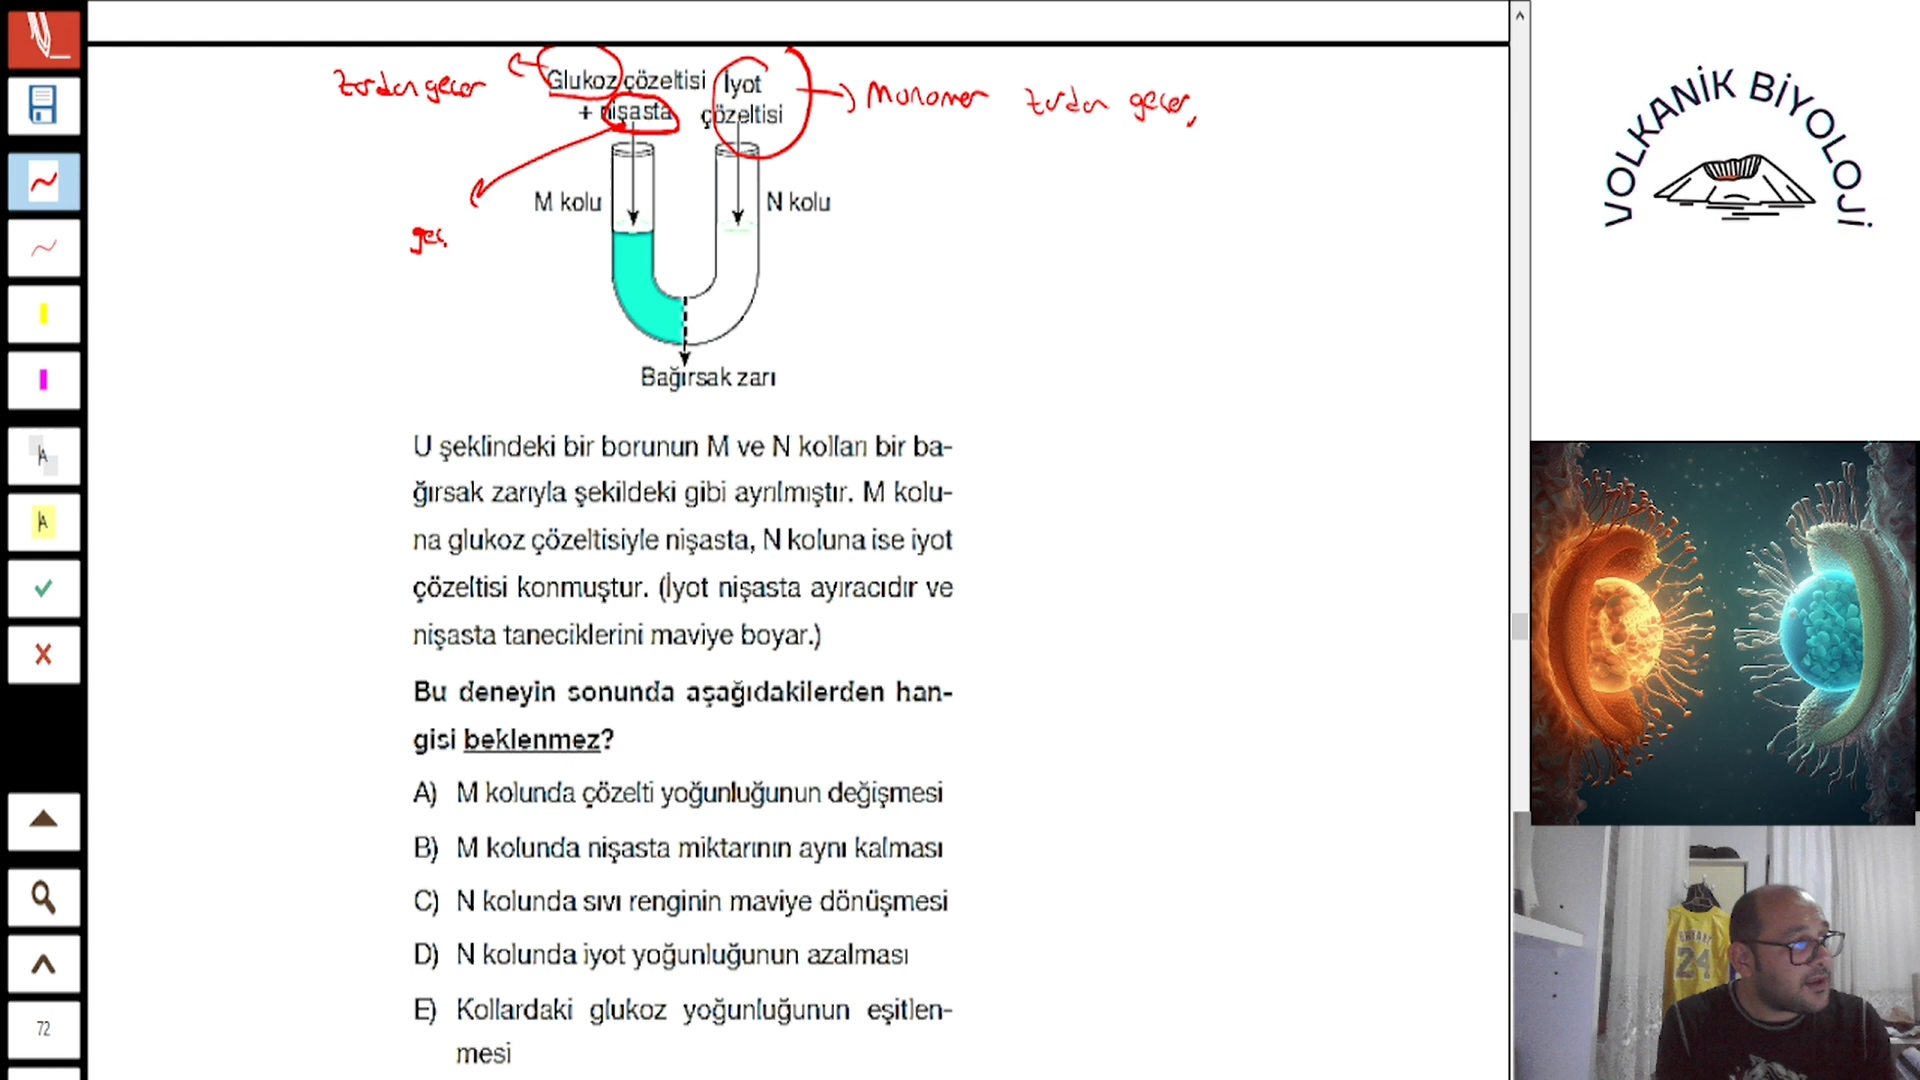 zardan geçer
Glukoz çözeltisi
+ nişasta
İyot
çözeltisi
Monomer zardan geçer,
geç
M kolu
N kolu
Bağırsak zarı
U şeklindeki bir borunun M ve N kolları bir ba-
ğırsak zarıyla şekildeki gibi ayrılmıştır. M kolu-
na glukoz çözeltisiyle nişasta, N koluna ise iyot
çözeltisi konmuştur. (İyot nişasta ayıracıdır ve
nişasta taneciklerini maviye boyar.)
Bu deneyin sonunda aşağıdakilerden han-
gisi beklenmez?
A) M kolunda çözelti yoğunluğunun değişmesi
B) M kolunda nişasta miktarının aynı kalması
C) N kolunda sıvı renginin maviye dönüşmesi
D) N kolunda iyot yoğunluğunun azalması
E) Kollardaki glukoz yoğunluğunun eşitlen-
mesi
72
A
A
VOLKANİK BİYOLOJİ
24